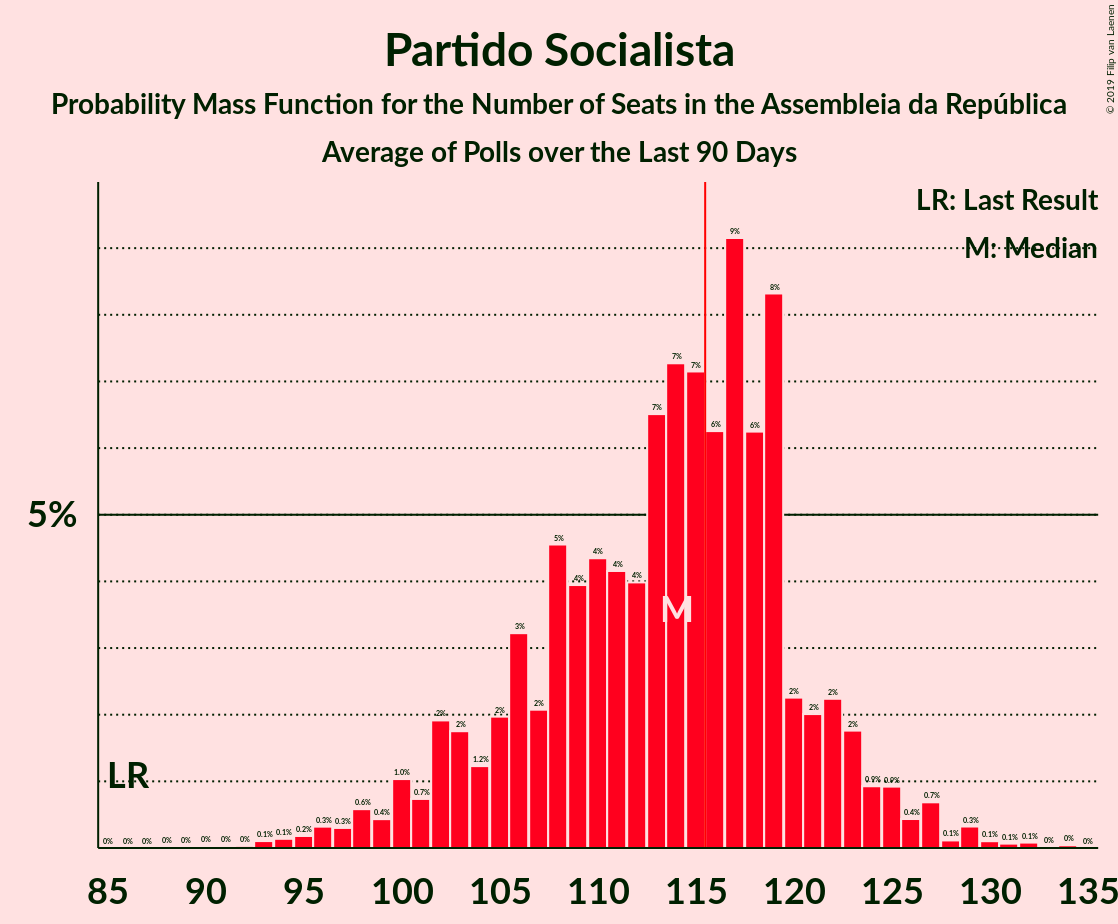 Partido Socialista
Probability Mass Function for the Number of Seats in the Assembleia da República
Average of Polls over the Last 90 Days
© 2019 Filip van Laenen
LR: Last Result
M: Median
5%
LR
M
0% 0% 0% 0% 0% 0% 0% 0% 0.1% 0.1% 0.2% 0.3% 0.3% 0.6% 0.4% 1.0% 0.7% 2% 2% 1.2% 2% 3% 2% 5% 4% 4% 4% 4% 7% 7% 7% 6% 9% 6% 8% 2% 2% 2% 2% 0.9% 0.9% 0.4% 0.7% 0.1% 0.3% 0.1% 0.1% 0.1% 0% 0% 0%
85 90 95 100 105 110 115 120 125 130 135